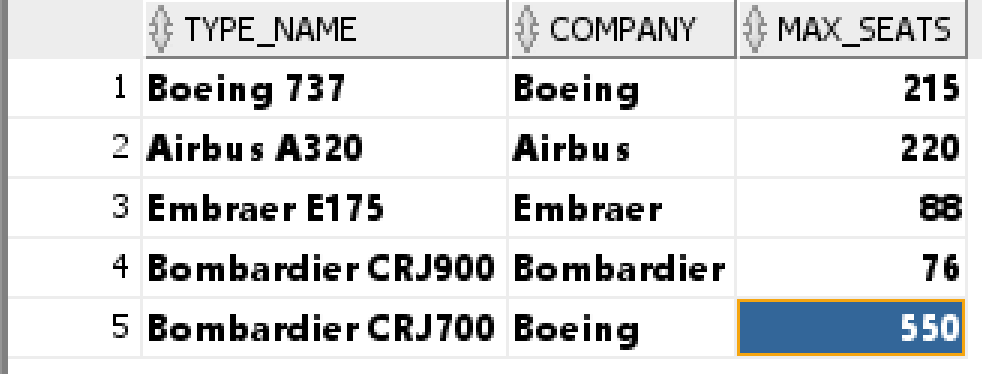 TYPE_NAME COMPANY MAX_SEATS
1 Boeing 737 Boeing 215
2 Airbus A320 Airbus 220
3 Embraer E175 Embraer 88
4 Bombardier CRJ900 Bombardier 76
5 Bombardier CRJ700 Boeing 550